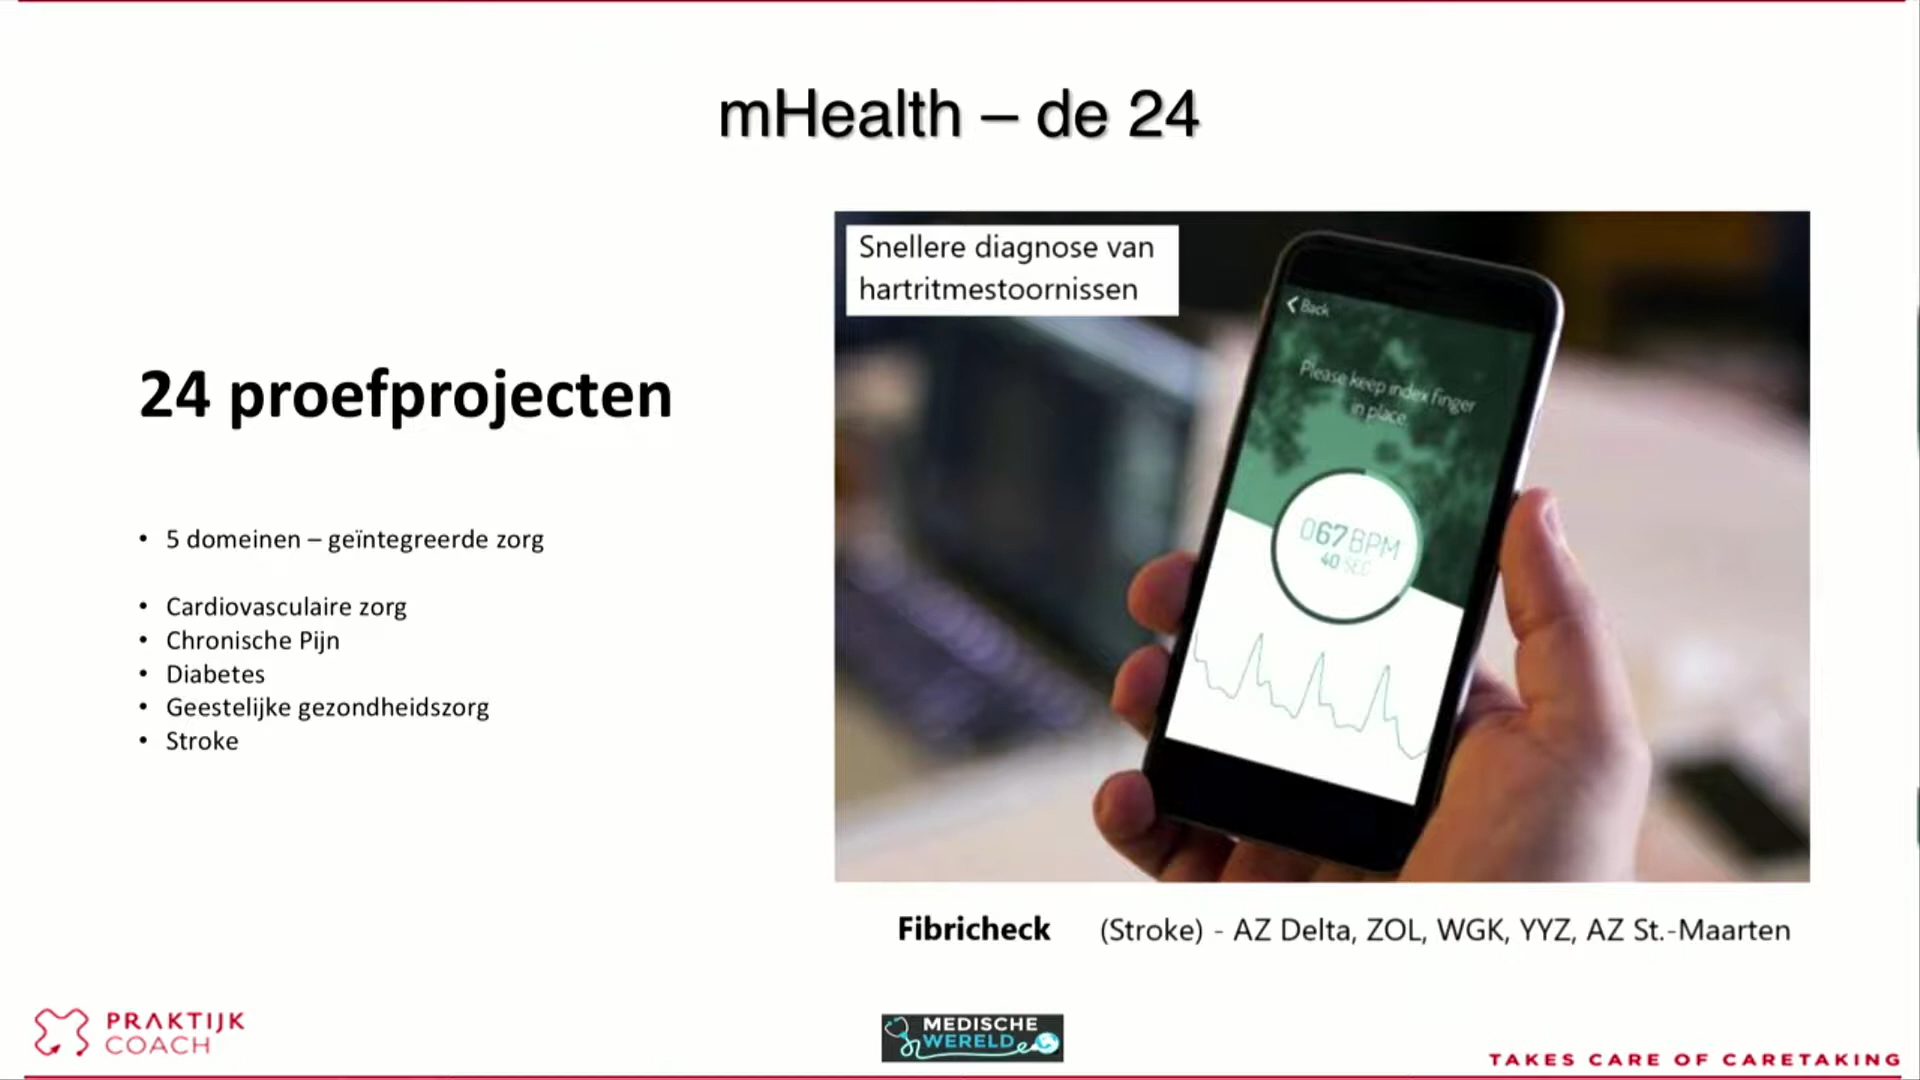 mHealth – de 24
24 proefprojecten
• 5 domeinen – geïntegreerde zorg
• Cardiovasculaire zorg
• Chronische Pijn
• Diabetes
• Geestelijke gezondheidszorg
• Stroke
Snellere diagnose van
hartritmestoornissen
Back
Please keep index finger
in place.
067 BPM
40 SEC
Fibricheck (Stroke) - AZ Delta, ZOL, WGK, YYZ, AZ St.-Maarten
PRAKTIJK
COACH
MEDISCHE
WERELD
TAKES CARE OF CARETAKING